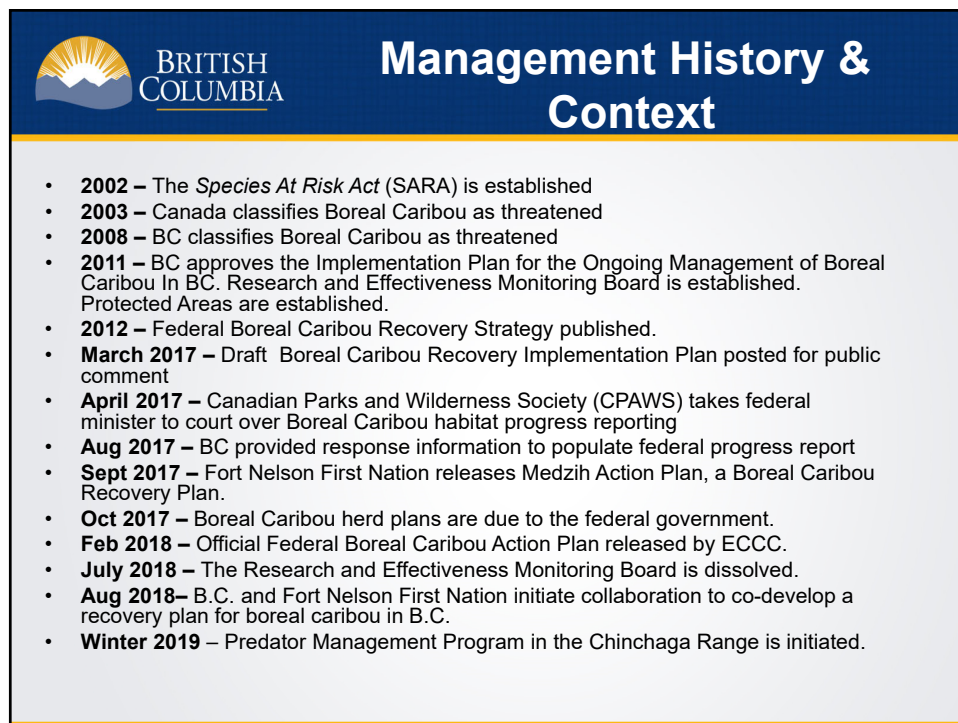 BRITISH
COLUMBIA
Management History &
Context
• 2002 – The Species At Risk Act (SARA) is established
• 2003 – Canada classifies Boreal Caribou as threatened
• 2008 – BC classifies Boreal Caribou as threatened
• 2011 – BC approves the Implementation Plan for the Ongoing Management of Boreal
Caribou In BC. Research and Effectiveness Monitoring Board is established.
Protected Areas are established.
• 2012 – Federal Boreal Caribou Recovery Strategy published.
• March 2017 – Draft  Boreal Caribou Recovery Implementation Plan posted for public
comment
• April 2017 – Canadian Parks and Wilderness Society (CPAWS) takes federal
minister to court over Boreal Caribou habitat progress reporting
• Aug 2017 – BC provided response information to populate federal progress report
• Sept 2017 – Fort Nelson First Nation releases Medzih Action Plan, a Boreal Caribou
Recovery Plan.
• Oct 2017 – Boreal Caribou herd plans are due to the federal government.
• Feb 2018 – Official Federal Boreal Caribou Action Plan released by ECCC.
• July 2018 – The Research and Effectiveness Monitoring Board is dissolved.
• Aug 2018– B.C. and Fort Nelson First Nation initiate collaboration to co-develop a
recovery plan for boreal caribou in B.C.
• Winter 2019 – Predator Management Program in the Chinchaga Range is initiated.